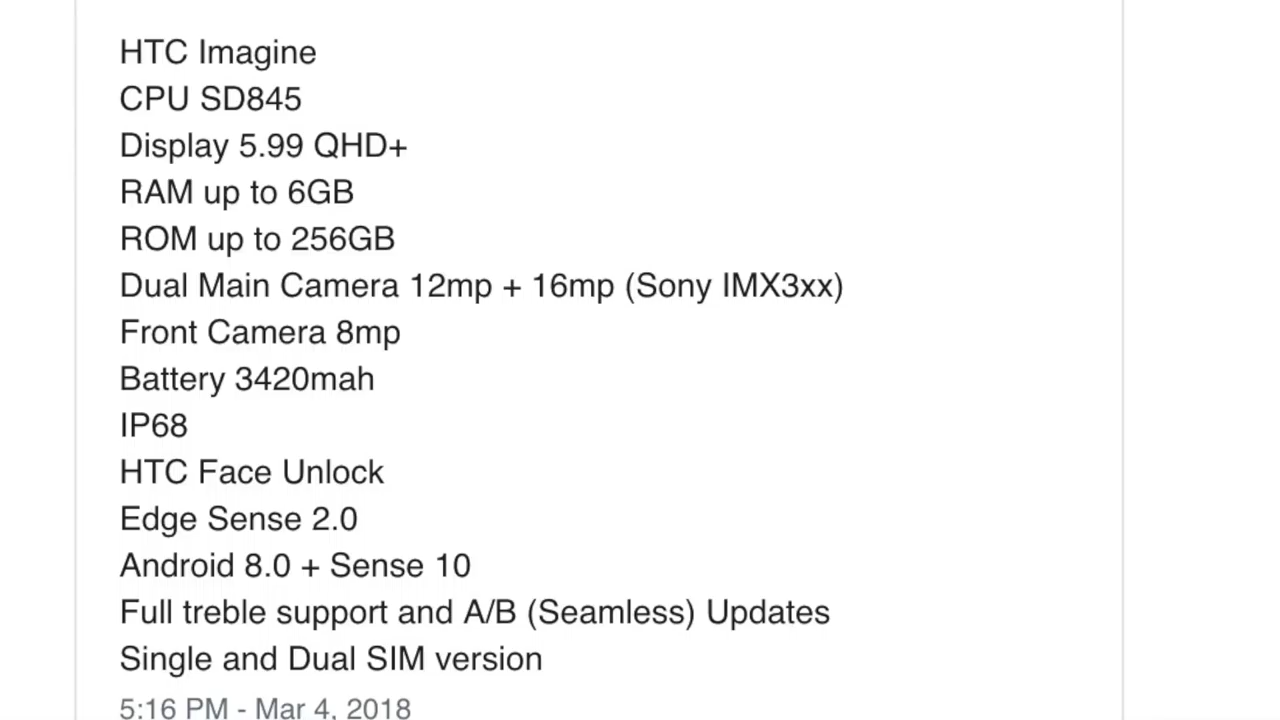 HTC Imagine
CPU SD845
Display 5.99 QHD+
RAM up to 6GB
ROM up to 256GB
Dual Main Camera 12mp + 16mp (Sony IMX3xx)
Front Camera 8mp
Battery 3420mah
IP68
HTC Face Unlock
Edge Sense 2.0
Android 8.0 + Sense 10
Full treble support and A/B (Seamless) Updates
Single and Dual SIM version
5:16 PM - Mar 4, 2018